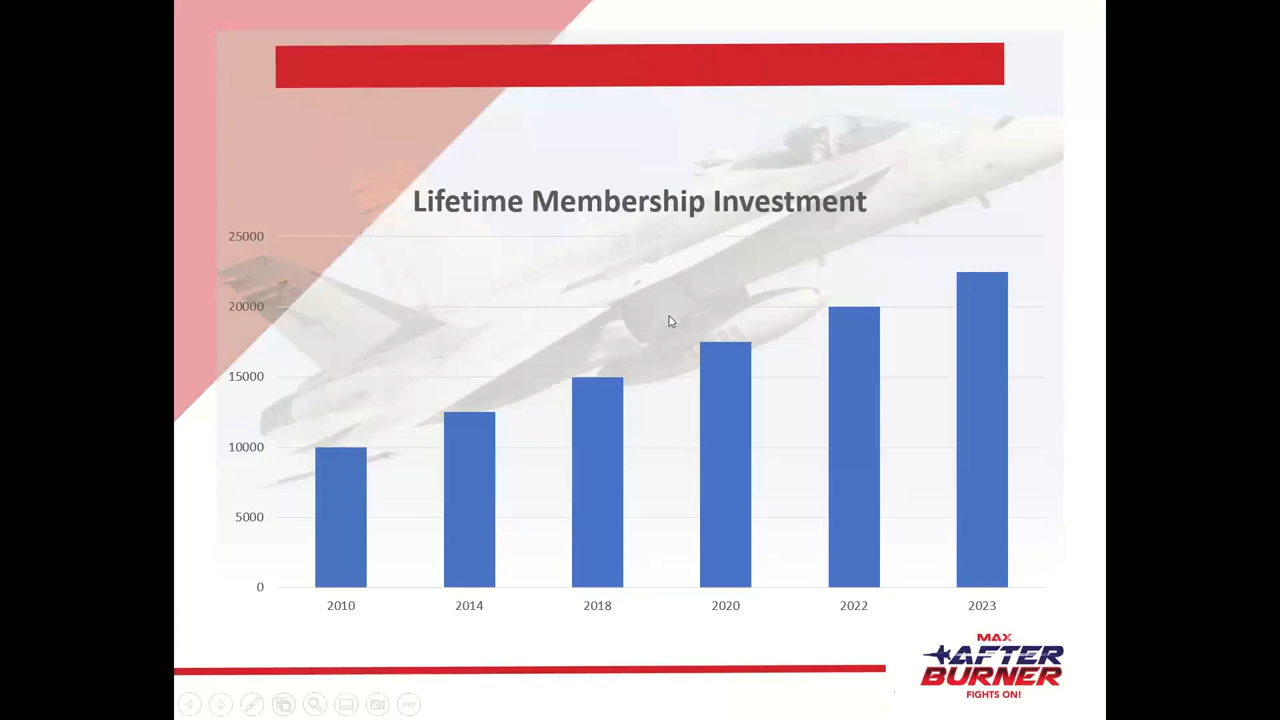 Lifetime Membership Investment
25000
20000
15000
10000
5000
0
2010 2014 2018 2020 2022 2023
MAX
AFTER
BURNER
FIGHTS ON!